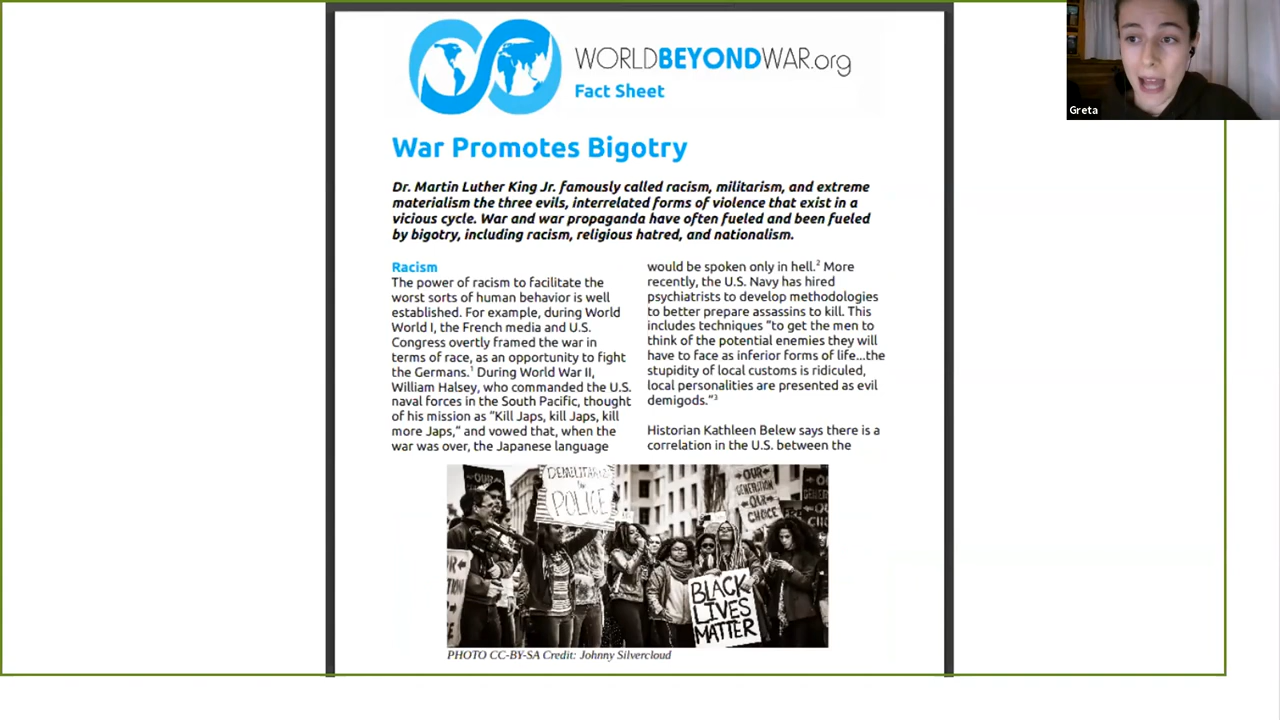 WORLDBEYONDWAR.org
Fact Sheet
Greta
War Promotes Bigotry
Dr. Martin Luther King Jr. famously called racism, militarism, and extreme
materialism the three evils, interrelated forms of violence that exist in a
vicious cycle. War and war propaganda have often fueled and been fueled
by bigotry, including racism, religious hatred, and nationalism.
Racism
The power of racism to facilitate the
worst sorts of human behavior is well
established. For example, during World
World I, the French media and U.S.
Congress overtly framed the war in
terms of race, as an opportunity to fight
the Germans.¹ During World War II,
William Halsey, who commanded the U.S.
naval forces in the South Pacific, thought
of his mission as "Kill Japs, kill Japs, kill
more Japs," and vowed that, when the
war was over, the Japanese language
would be spoken only in hell.² More
recently, the U.S. Navy has hired
psychiatrists to develop methodologies
to better prepare assassins to kill. This
includes techniques "to get the men to
think of the potential enemies they will
have to face as inferior forms of life...the
stupidity of local customs is ridiculed,
local personalities are presented as evil
demigods."³
Historian Kathleen Belew says there is a
correlation in the U.S. between the
OUR
DEMILITARIZE
POLICE
OUR
GENERATION
OUR
CHOICE
BLACK
LIVES
MATTER
PHOTO CC-BY-SA Credit: Johnny Silvercloud